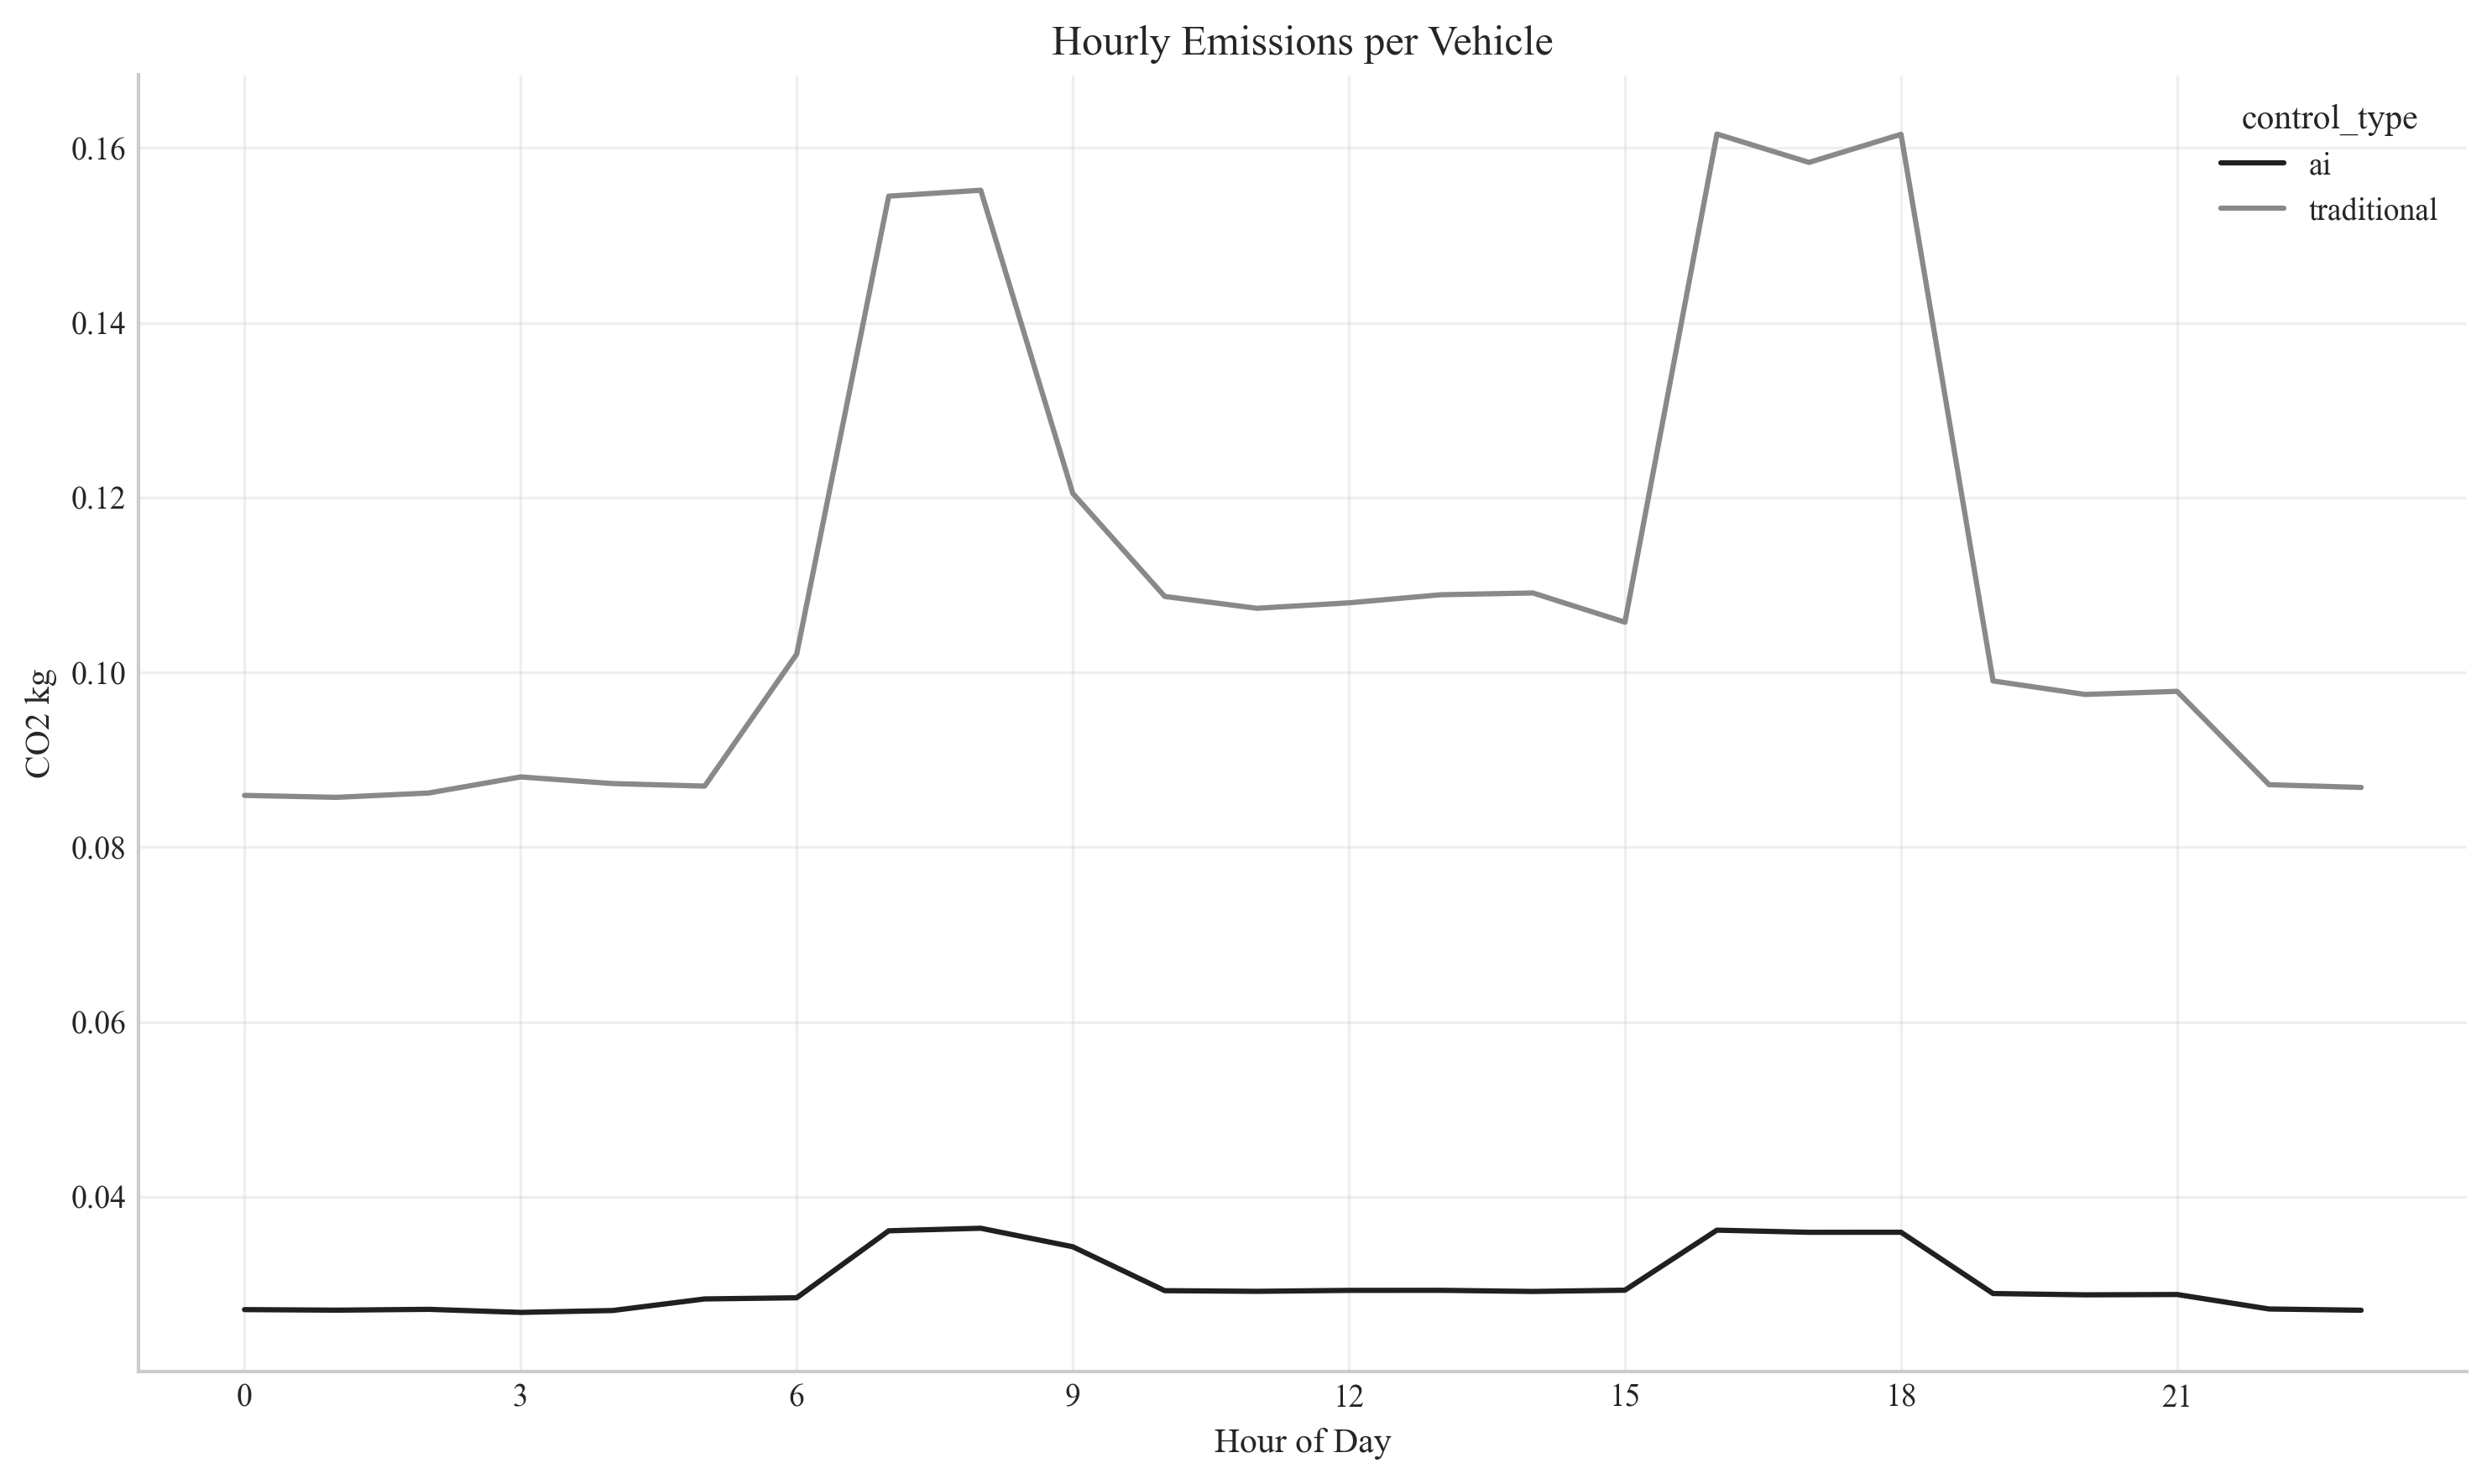 Hourly Emissions per Vehicle
control_type
ai
traditional
0.16
0.14
0.12
0.10
0.08
0.06
0.04
CO2 kg
0 3 6 9 12 15 18 21
Hour of Day